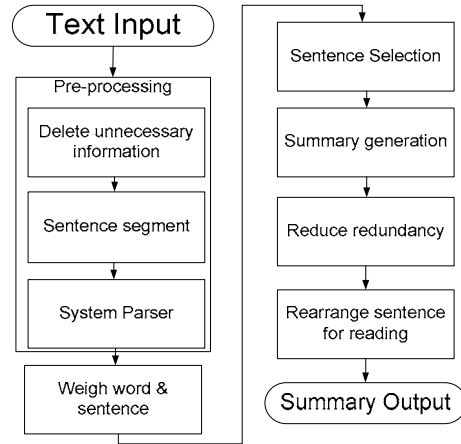 Text Input
Pre-processing
Delete unnecessary
information
Sentence segment
System Parser
Weigh word &
sentence
Sentence Selection
Summary generation
Reduce redundancy
Rearrange sentence
for reading
Summary Output